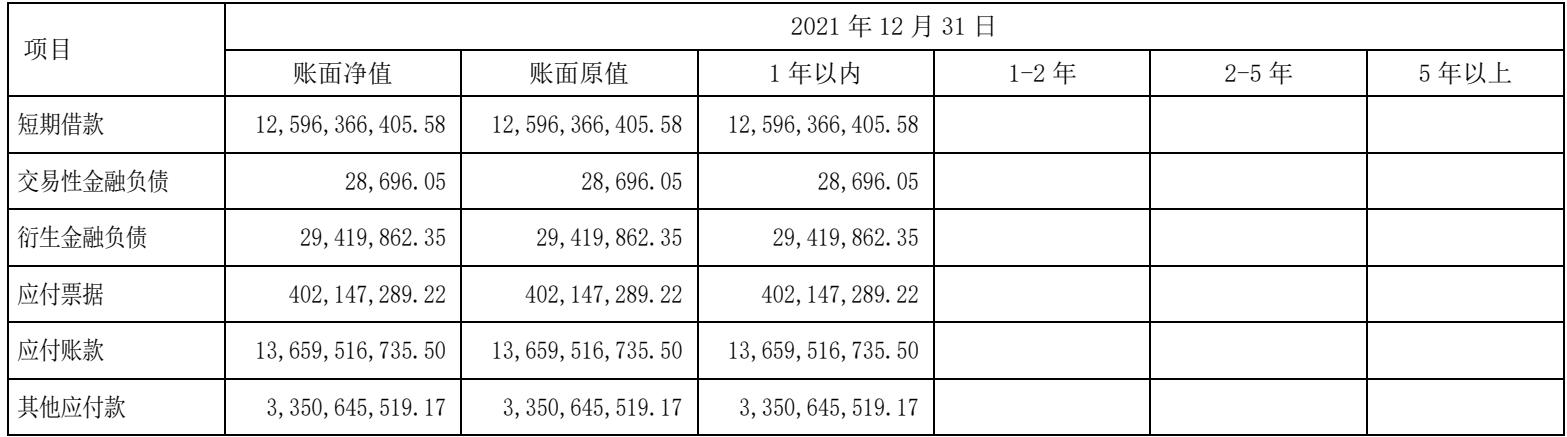 项目 2021 年 12 月 31 日
账面净值 账面原值 1 年以内 1-2 年 2-5 年 5 年以上
短期借款 12,596,366,405.58 12,596,366,405.58 12,596,366,405.58
交易性金融负债 28,696.05 28,696.05 28,696.05
衍生金融负债 29,419,862.35 29,419,862.35 29,419,862.35
应付票据 402,147,289.22 402,147,289.22 402,147,289.22
应付账款 13,659,516,735.50 13,659,516,735.50 13,659,516,735.50
其他应付款 3,350,645,519.17 3,350,645,519.17 3,350,645,519.17